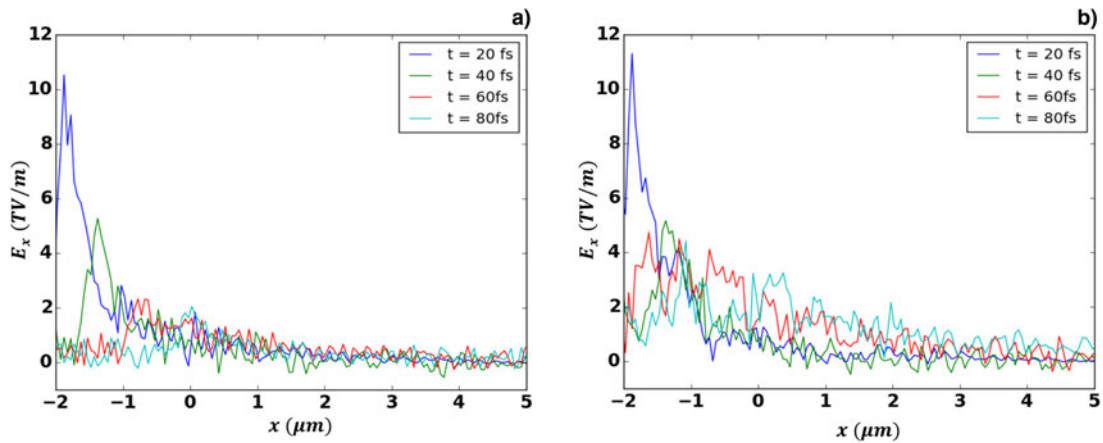 a)
12
10
8
6
4
2
0
E_x (TV/m)
t = 20 fs
t = 40 fs
t = 60fs
t = 80fs
−2 −1 0 1 2 3 4 5
x (μm)
b)
12
10
8
6
4
2
0
E_x (TV/m)
t = 20 fs
t = 40 fs
t = 60fs
t = 80fs
−2 −1 0 1 2 3 4 5
x (μm)